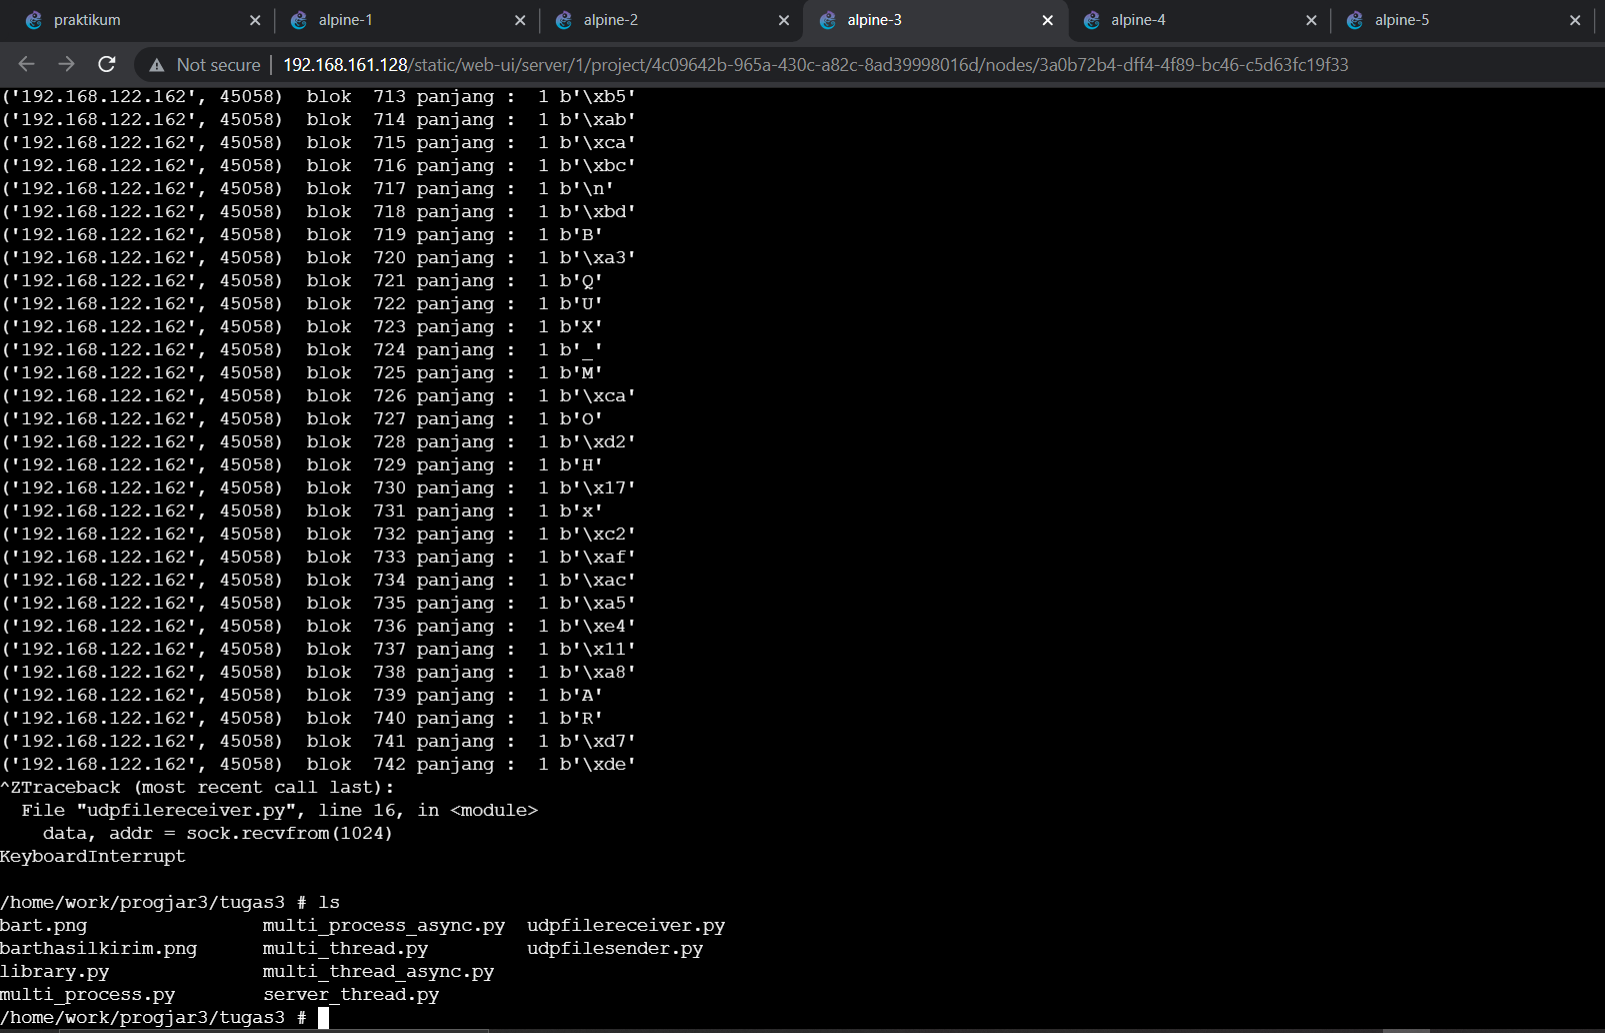 praktikum
alpine-1
alpine-2
alpine-3
alpine-4
alpine-5
Not secure | 192.168.161.128/static/web-ui/server/1/project/4c09642b-965a-430c-a82c-8ad39998016d/nodes/3a0b72b4-dff4-4f89-bc46-c5d63fc19f33
('192.168.122.162', 45058)  blok  713 panjang :  1 b'\xb5'
('192.168.122.162', 45058)  blok  714 panjang :  1 b'\xab'
('192.168.122.162', 45058)  blok  715 panjang :  1 b'\xca'
('192.168.122.162', 45058)  blok  716 panjang :  1 b'\xbc'
('192.168.122.162', 45058)  blok  717 panjang :  1 b'\n'
('192.168.122.162', 45058)  blok  718 panjang :  1 b'\xbd'
('192.168.122.162', 45058)  blok  719 panjang :  1 b'B'
('192.168.122.162', 45058)  blok  720 panjang :  1 b'\xa3'
('192.168.122.162', 45058)  blok  721 panjang :  1 b'Q'
('192.168.122.162', 45058)  blok  722 panjang :  1 b'U'
('192.168.122.162', 45058)  blok  723 panjang :  1 b'X'
('192.168.122.162', 45058)  blok  724 panjang :  1 b'_'
('192.168.122.162', 45058)  blok  725 panjang :  1 b'M'
('192.168.122.162', 45058)  blok  726 panjang :  1 b'\xca'
('192.168.122.162', 45058)  blok  727 panjang :  1 b'O'
('192.168.122.162', 45058)  blok  728 panjang :  1 b'\xd2'
('192.168.122.162', 45058)  blok  729 panjang :  1 b'H'
('192.168.122.162', 45058)  blok  730 panjang :  1 b'\x17'
('192.168.122.162', 45058)  blok  731 panjang :  1 b'x'
('192.168.122.162', 45058)  blok  732 panjang :  1 b'\xc2'
('192.168.122.162', 45058)  blok  733 panjang :  1 b'\xaf'
('192.168.122.162', 45058)  blok  734 panjang :  1 b'\xac'
('192.168.122.162', 45058)  blok  735 panjang :  1 b'\xa5'
('192.168.122.162', 45058)  blok  736 panjang :  1 b'\xe4'
('192.168.122.162', 45058)  blok  737 panjang :  1 b'\x11'
('192.168.122.162', 45058)  blok  738 panjang :  1 b'\xa8'
('192.168.122.162', 45058)  blok  739 panjang :  1 b'A'
('192.168.122.162', 45058)  blok  740 panjang :  1 b'R'
('192.168.122.162', 45058)  blok  741 panjang :  1 b'\xd7'
('192.168.122.162', 45058)  blok  742 panjang :  1 b'\xde'
^ZTraceback (most recent call last):
  File "udpfilereceiver.py", line 16, in <module>
    data, addr = sock.recvfrom(1024)
KeyboardInterrupt
/home/work/progjar3/tugas3 # ls
bart.png                multi_process_async.py  udpfilereceiver.py
barthasilkirim.png      multi_thread.py         udpfilesender.py
library.py              multi_thread_async.py
multi_process.py        server_thread.py
/home/work/progjar3/tugas3 #